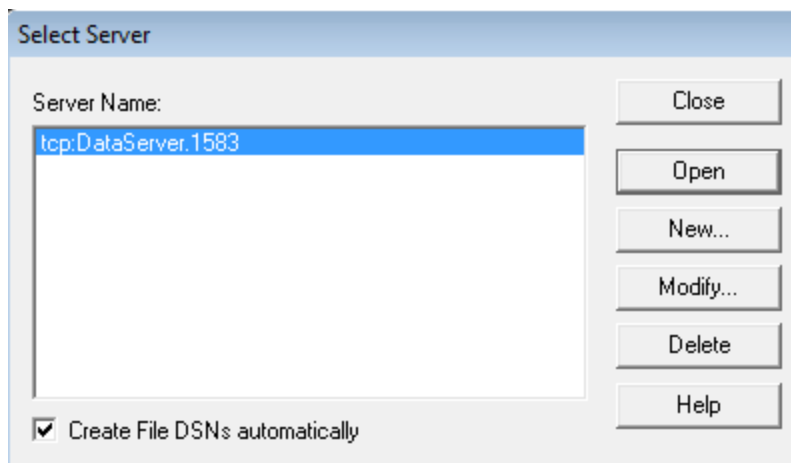 Select Server
Server Name:
tcp:DataServer.1583
Close
Open
New...
Modify...
Delete
Help
Create File DSNs automatically